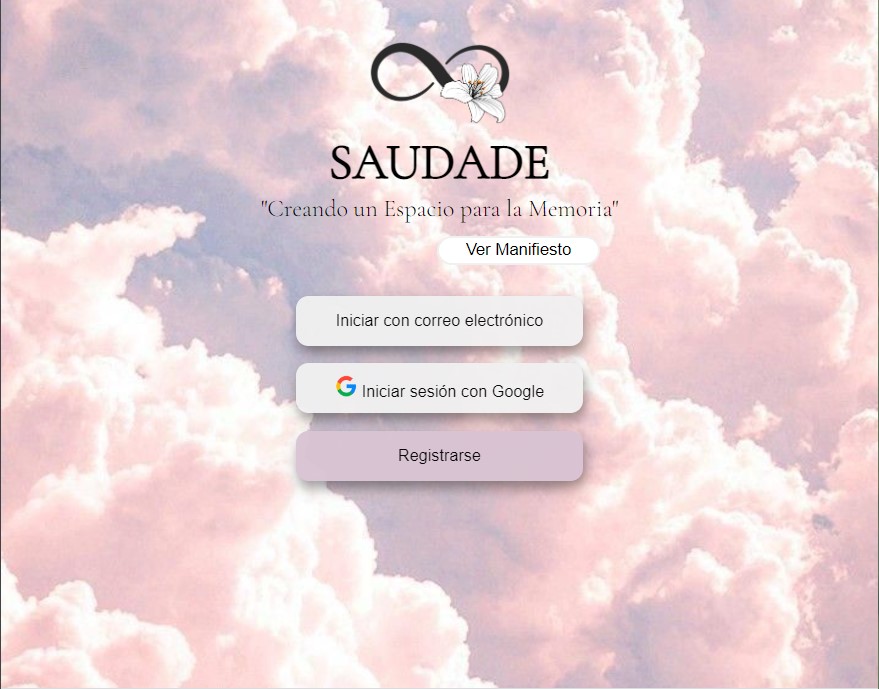 SAUDADE
"Creando un Espacio para la Memoria"
Ver Manifiesto
Iniciar con correo electrónico
Iniciar sesión con Google
Registrarse